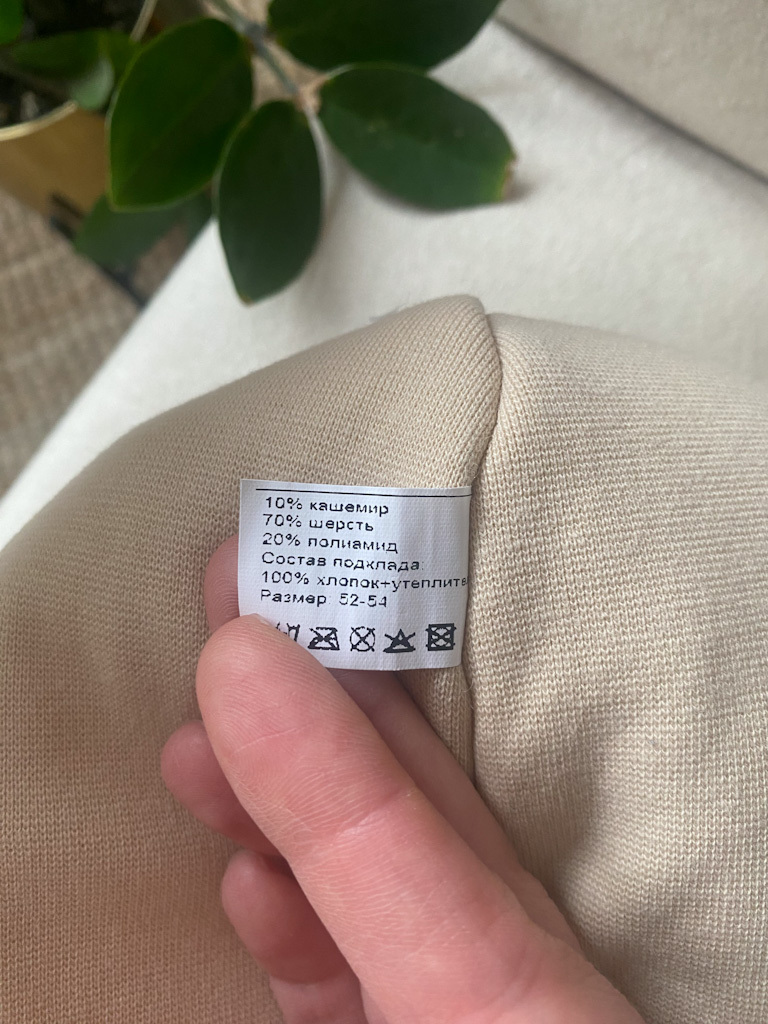 10% кашемир
70% шерсть
20% полиамид
Состав подклада:
100% хлопок+утеплите
Размер: 52-54